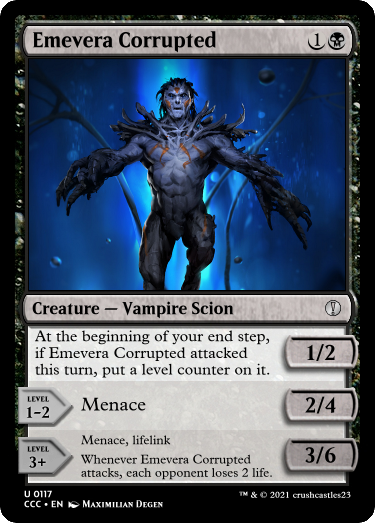 Emevera Corrupted 1
Creature — Vampire Scion
At the beginning of your end step,
if Emevera Corrupted attacked
this turn, put a level counter on it.
1/2
LEVEL
1-2
Menace
2/4
LEVEL
3+
Menace, lifelink
Whenever Emevera Corrupted
attacks, each opponent loses 2 life.
3/6
U 0117
CCC • EN Maximilian Degen
™ & © 2021 crushcastles23